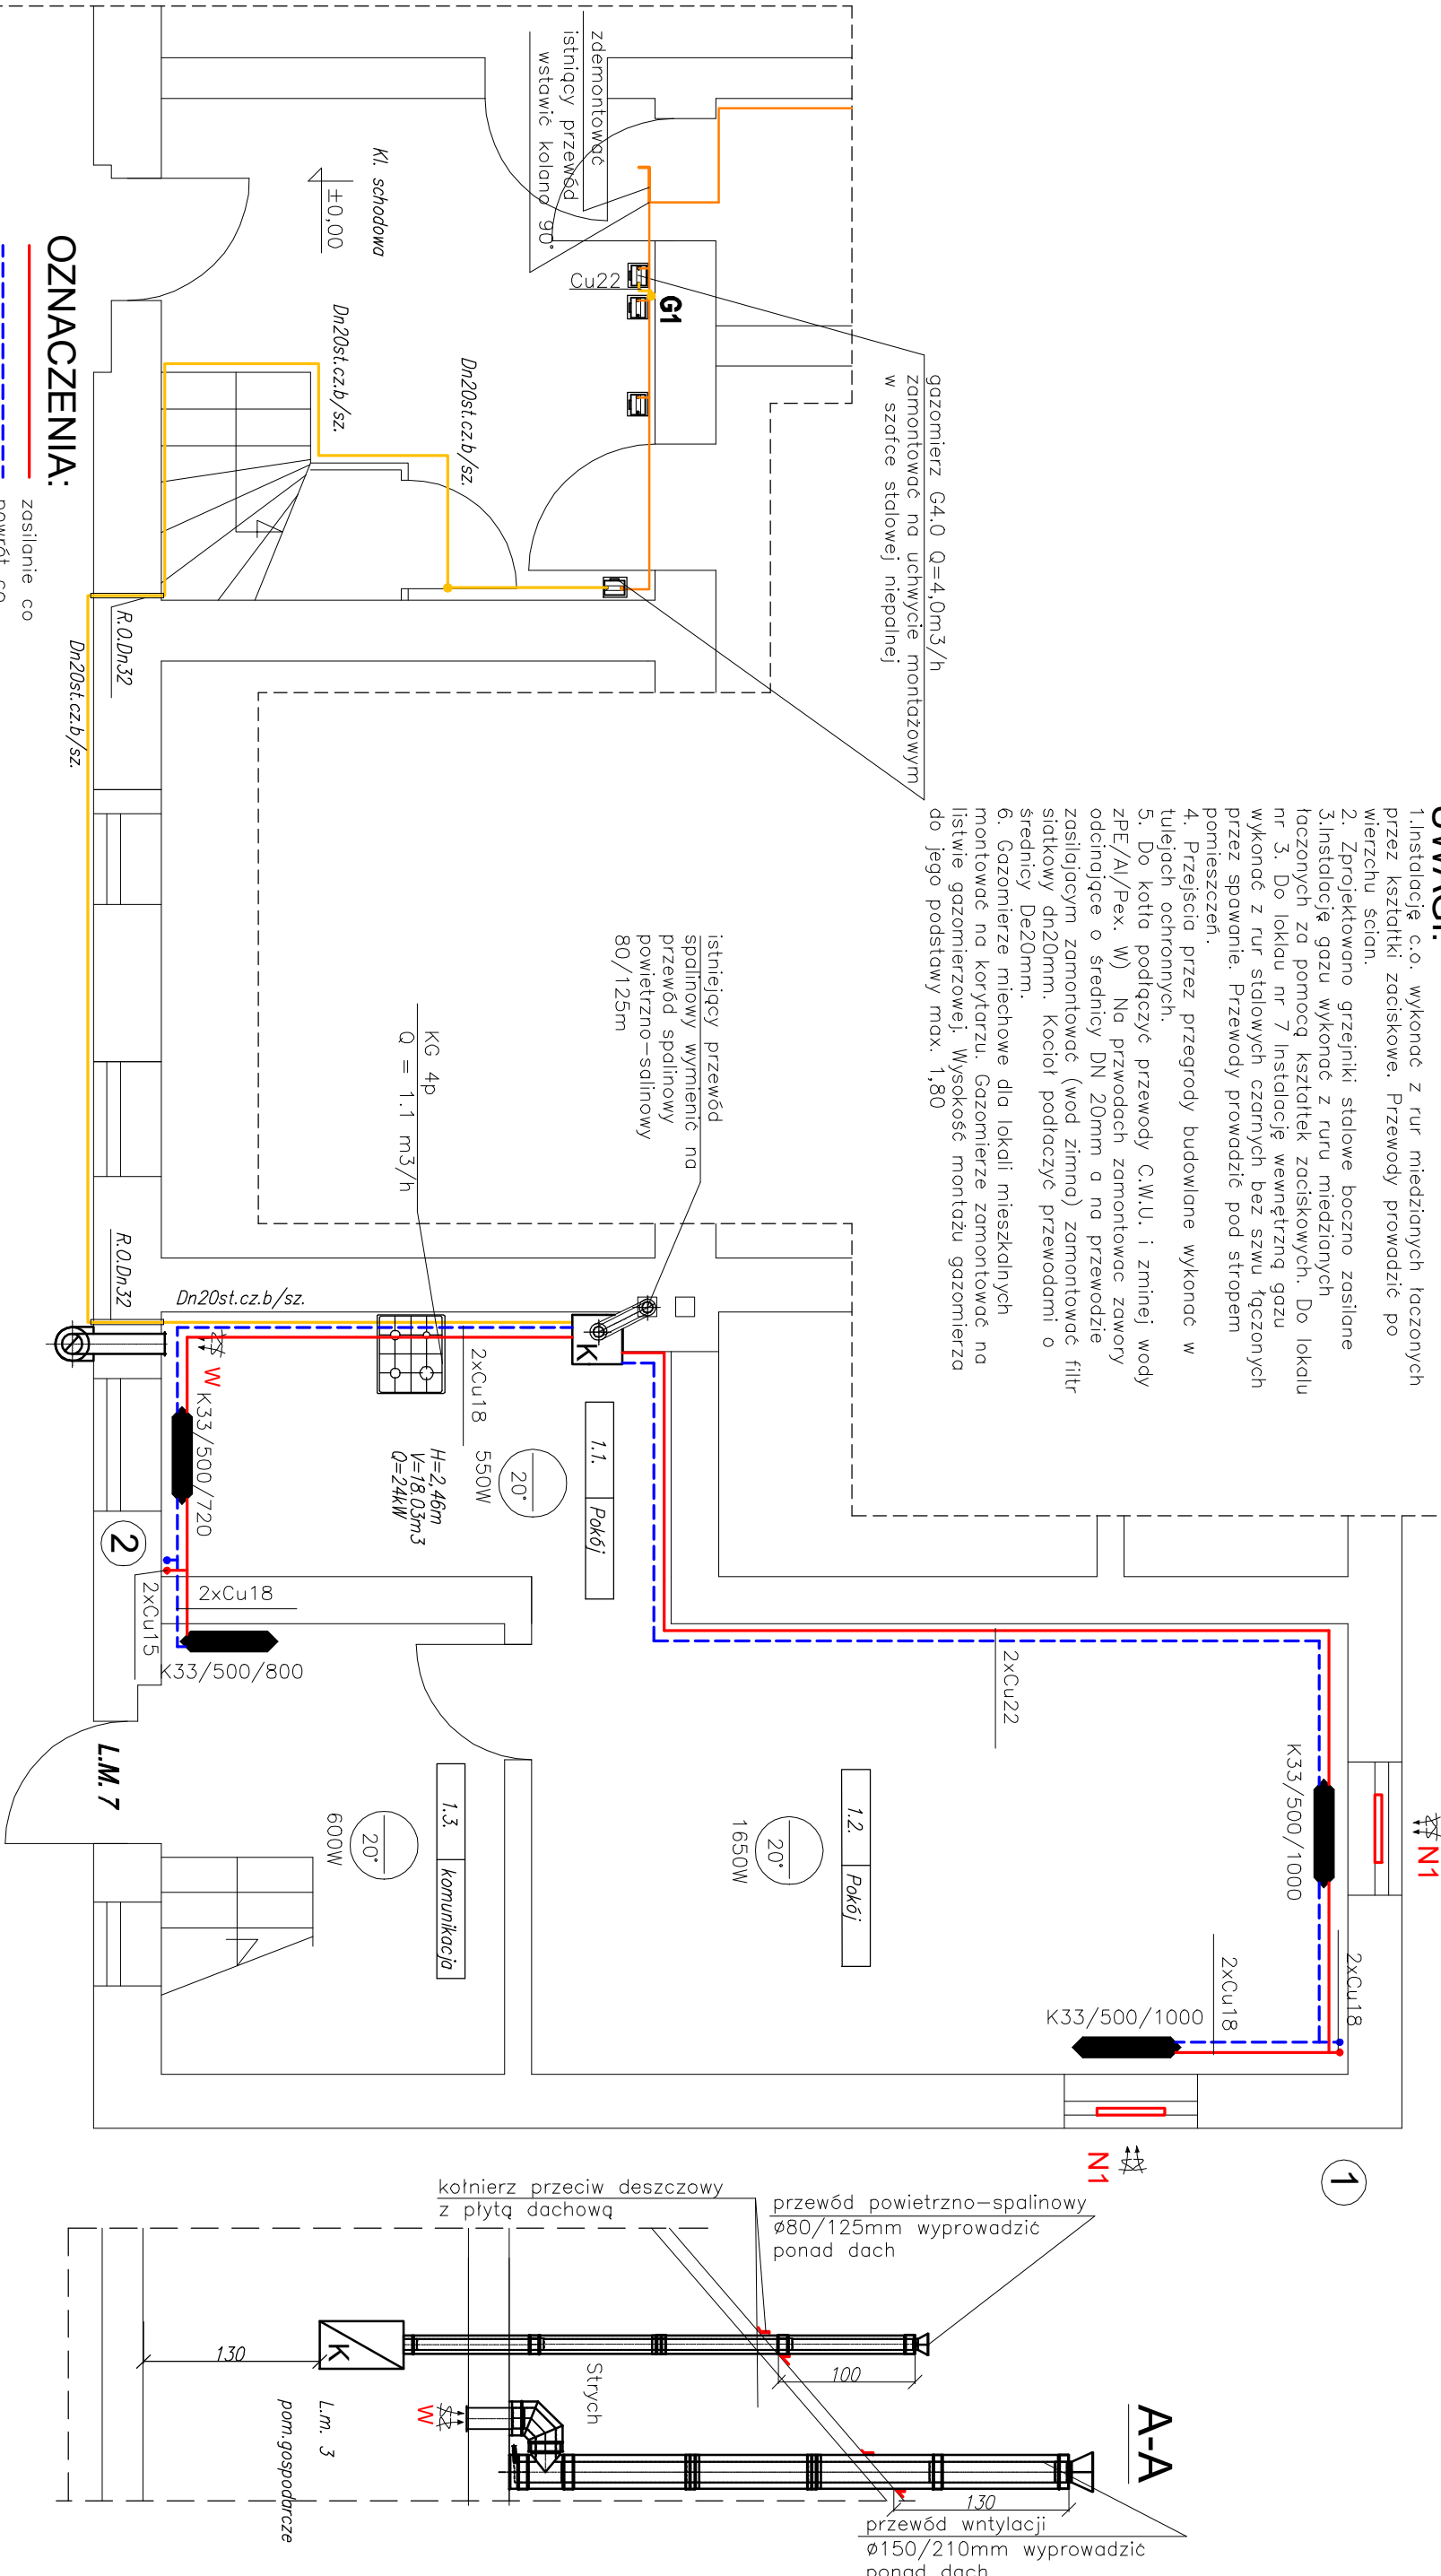 1.Instalację c.o. wykonać z rur miedzianych łaczonych
przez kształtki zaciskowe. Przewody prowadzić po
wierzchu ścian.
2. Zprojektowano grzejniki stalowe boczno zasilane
3.Instalację gazu wykonać z ruru miedzianych
łaczonych za pomocą kształtek zaciskowych. Do lokalu
nr 3. Do loklau nr 7 Instalację wewnętrzną gazu
wykonać z rur stalowych czarnych bez szwu łączonych
przez spawanie. Przewody prowadzić pod stropem
pomieszczeń.
4. Przejścia przez przegrody budowlane wykonać w
tulejach ochronnych.
5. Do kotła podłączyć przewody C.W.U. i zminej wody
zPE/Al/Pex. W) Na przwodach zamontowac zawory
odcinające o średnicy DN 20mm a na przewodzie
zasilajacym zamontować (wod zimna) zamontować filtr
siatkowy dn20mm. Kocioł podłaczyć przewodami o
średnicy De20mm.
6. Gazomierze miechowe dla lokali mieszkalnych
montować na korytarzu. Gazomierze zamontować na
listwie gazomierzowej. Wysokość montażu gazomierza
do jego podstawy max. 1,80
gazomierz G4.0 Q=4,0m3/h
zamontować na uchwycie montażowym
w szafce stalowej niepalnej
zdemontować
istniący przewód
wstawić kolano 90°
Cu22
G1
Kl. schodowa
±0,00
Dn20st.cz.b/sz.
Dn20st.cz.b/sz.
R.O.Dn32
Dn20st.cz.b/sz.
OZNACZENIA:
zasilanie co
powrót co
istniejący przewód
spalinowy wymienić na
przewód spalinowy
powietrzno-salinowy
80/125m
KG 4p
Q = 1.1 m3/h
R.O.Dn32
Dn20st.cz.b/sz.
K
W
K33/500/720
2xCu18
550W
20°
H=2,46m
V=18.03m3
Q=24kW
1.1. Pokój
2
2xCu15
2xCu18
K33/500/800
L.M. 7
1.3. komunikacja
20°
600W
1.2. Pokój
20°
1650W
2xCu22
K33/500/1000
N1
2xCu18
2xCu18
K33/500/1000
N1
1
A-A
kołnierz przeciw deszczowy
z płytą dachową
przewód powietrzno-spalinowy
ø80/125mm wyprowadzić
ponad dach
K
130
100
Strych
W
L.m. 3
pom.gospodarcze
130
przewód wntylacji
ø150/210mm wyprowadzić
ponad dach